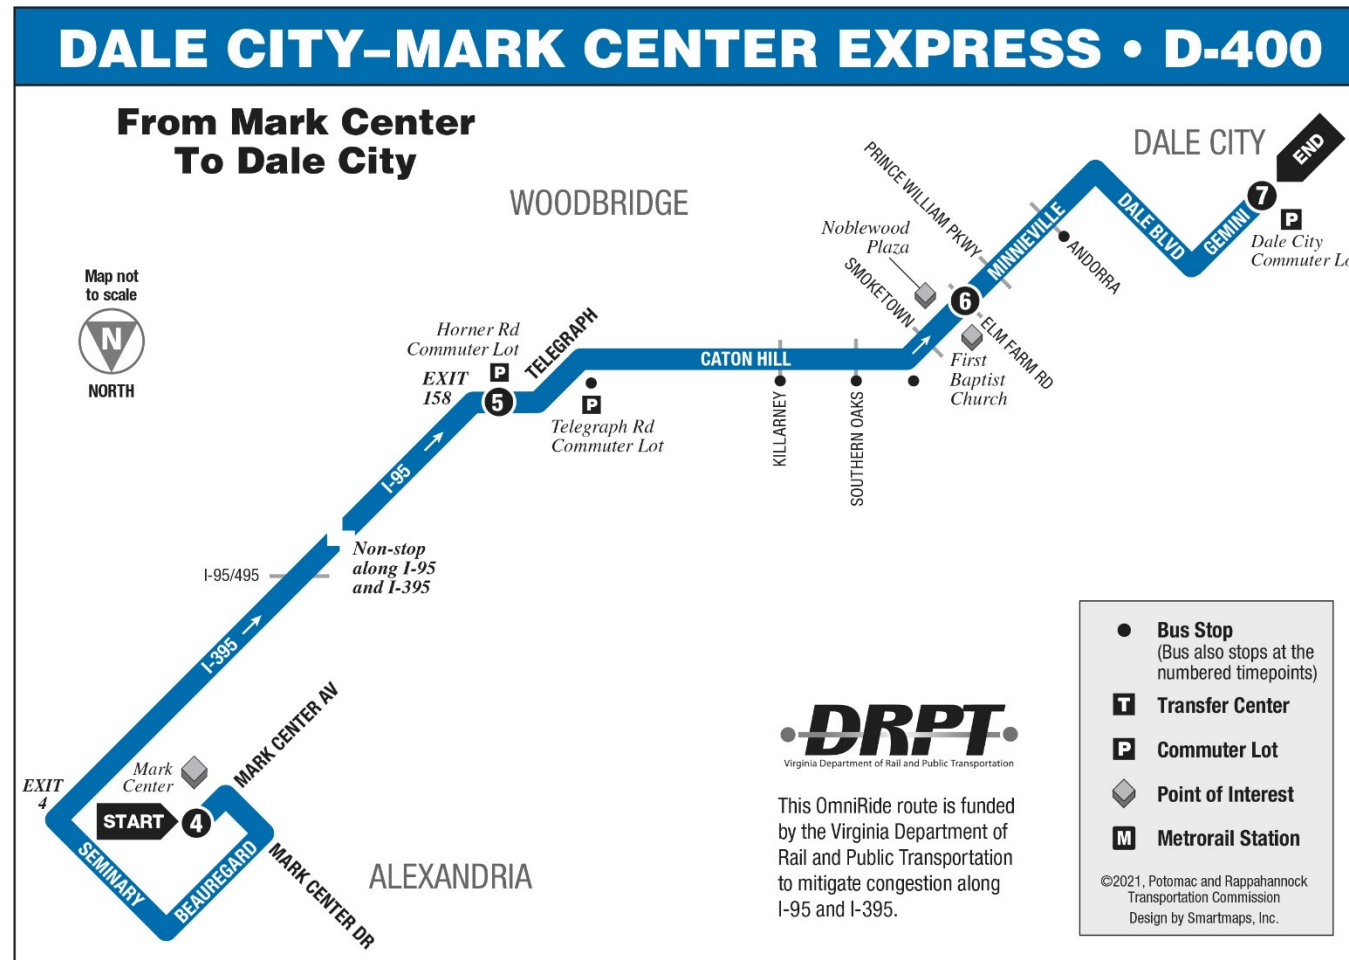 DALE CITY–MARK CENTER EXPRESS • D-400
From Mark Center
To Dale City
DALE CITY
END
WOODBRIDGE
PRINCE WILLIAM PKWY
7
P
Dale City
Commuter Lo
MINNIEVILLE
DALE BLVD
GEMINI
ANDORRA
Noblewood
Plaza
SMOKETOWN
6
ELM FARM RD
First
Baptist
Church
Map not
to scale
N
NORTH
Horner Rd
Commuter Lot
P
EXIT
158
5
TELEGRAPH
CATON HILL
P
Telegraph Rd
Commuter Lot
KILLARNEY
SOUTHERN OAKS
I-95
Non-stop
along I-95
and I-395
I-95/495
I-395
MARK CENTER AV
Mark
Center
EXIT
4
START
4
SEMINARY
BEAUREGARD
MARK CENTER DR
ALEXANDRIA
DRPT
Virginia Department of Rail and Public Transportation
This OmniRide route is funded
by the Virginia Department of
Rail and Public Transportation
to mitigate congestion along
I-95 and I-395.
Bus Stop
(Bus also stops at the
numbered timepoints)
T Transfer Center
P Commuter Lot
Point of Interest
M Metrorail Station
©2021, Potomac and Rappahannock
Transportation Commission
Design by Smartmaps, Inc.